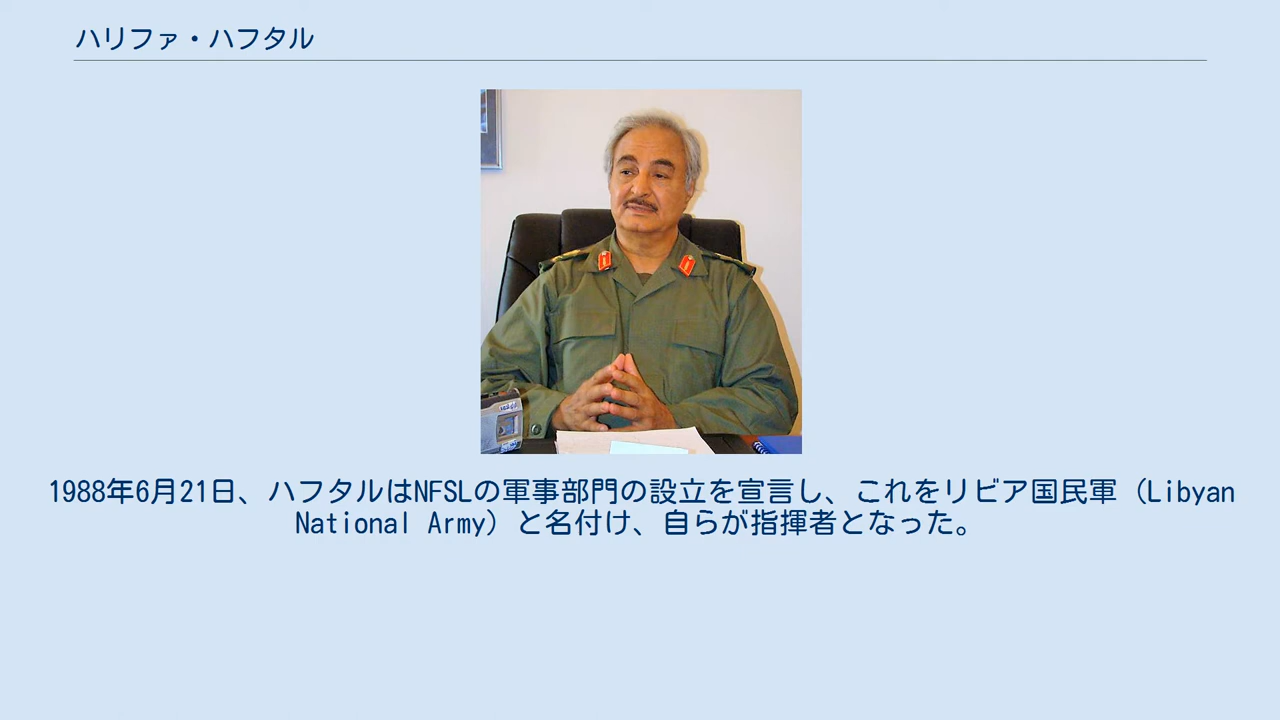 ハリファ・ハフタル
1988年6月21日、ハフタルはNFSLの軍事部門の設立を宣言し、これをリビア国民軍（Libyan
National Army）と名付け、自らが指揮者となった。